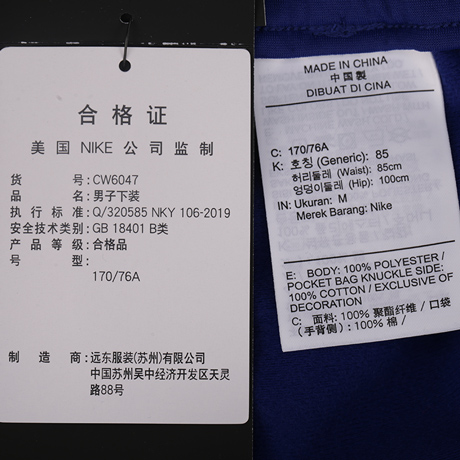 合格证
美国 NIKE 公司监制
货号:CW6047
品名:男子下装
执行标准:Q/320585 NKY 106-2019
安全技术类别:GB 18401 B类
产品等级:合格品
号型:
170/76A
制造商:远东服装(苏州)有限公司
中国苏州吴中经济开发区天灵
路88号
MADE IN CHINA
中国製
DIBUAT DI CINA
C: 170/76A
K: 호칭 (Generic): 85
허리둘레 (Waist): 85cm
엉덩이둘레 (Hip): 100cm
IN: Ukuran: M
Merek Barang: Nike
E: BODY: 100% POLYESTER /
POCKET BAG KNUCKLE SIDE:
100% COTTON / EXCLUSIVE OF
DECORATION
C: 面料: 100% 聚酯纤维 / 口袋
(手背侧) :100% 棉 /